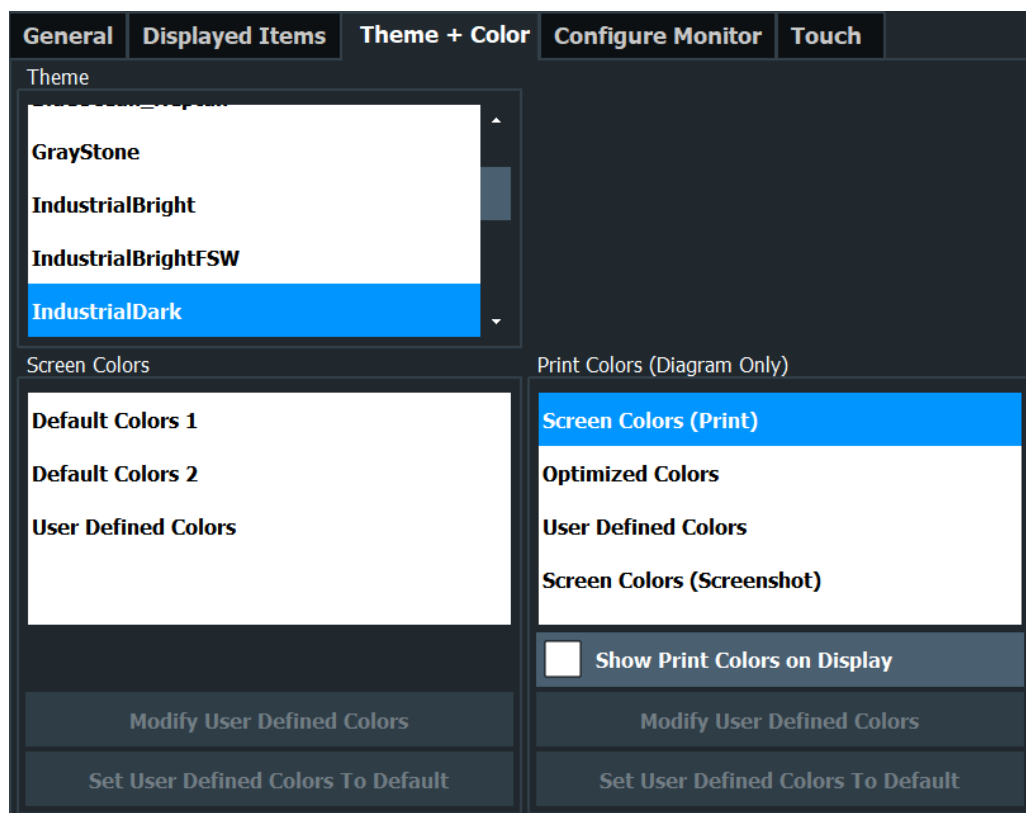 General Displayed Items Theme + Color Configure Monitor Touch
Theme
GrayStone
IndustrialBright
IndustrialBrightFSW
IndustrialDark
Screen Colors
Default Colors 1
Default Colors 2
User Defined Colors
Modify User Defined Colors
Set User Defined Colors To Default
Print Colors (Diagram Only)
Screen Colors (Print)
Optimized Colors
User Defined Colors
Screen Colors (Screenshot)
Show Print Colors on Display
Modify User Defined Colors
Set User Defined Colors To Default